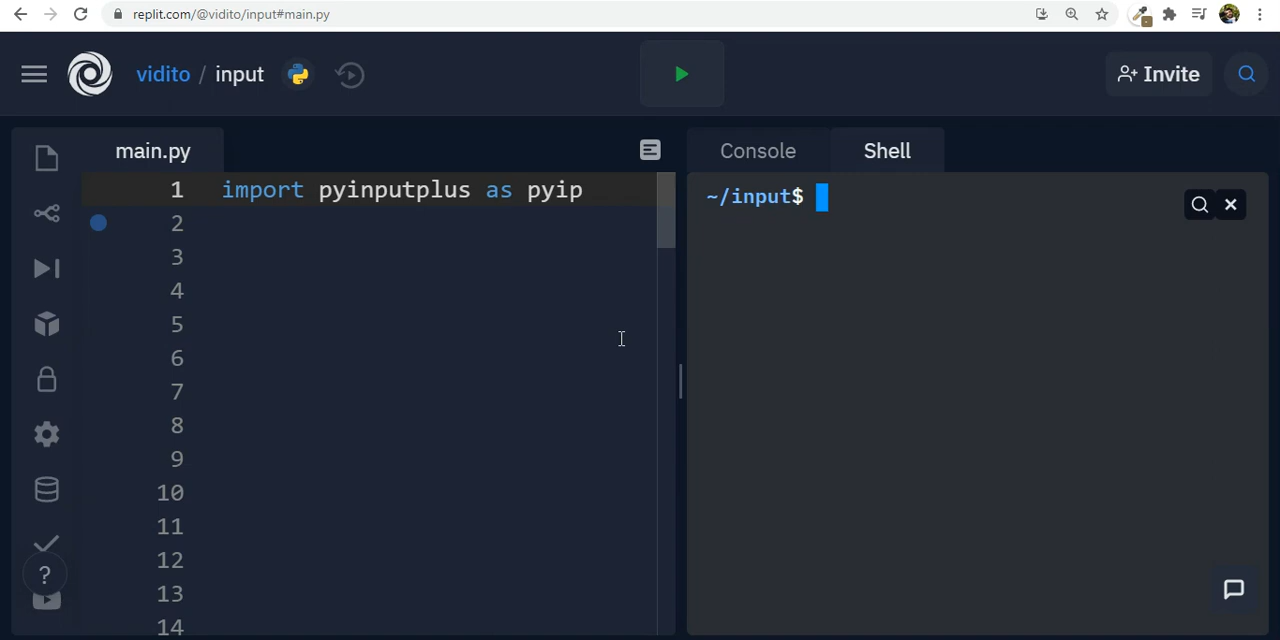 replit.com/@vidito/input#main.py
vidito / input
Invite
main.py
Console
Shell
1 import pyinputplus as pyip
2
3
4
5
6
7
8
9
10
11
12
13
14
~/input$
?